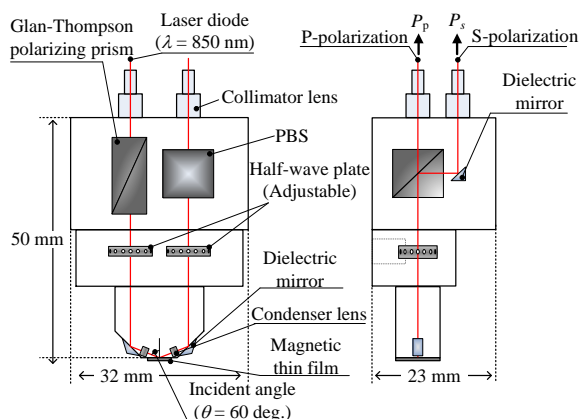 Glan-Thompson
polarizing prism
Laser diode
(λ = 850 nm)
P-polarization
Pp
Ps
S-polarization
Dielectric
mirror
Collimator lens
PBS
Half-wave plate
(Adjustable)
50 mm
Dielectric
mirror
Condenser lens
Magnetic
thin film
32 mm
23 mm
Incident angle
(θ = 60 deg.)